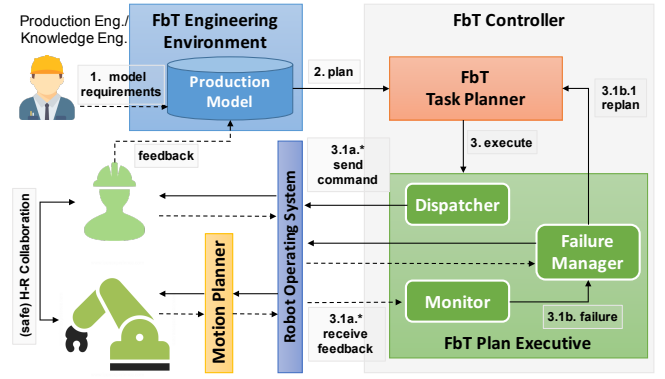 Production Eng./
Knowledge Eng.
FbT Engineering
Environment
FbT Controller
1. model
requirements
Production
Model
2. plan
FbT
Task Planner
3.1b.1
replan
feedback
3.1a.*
send
command
3. execute
(safe) H-R Collaboration
Motion Planner
Robot Operating System
Dispatcher
Failure
Manager
Monitor
3.1a.*
receive
feedback
3.1b. failure
FbT Plan Executive